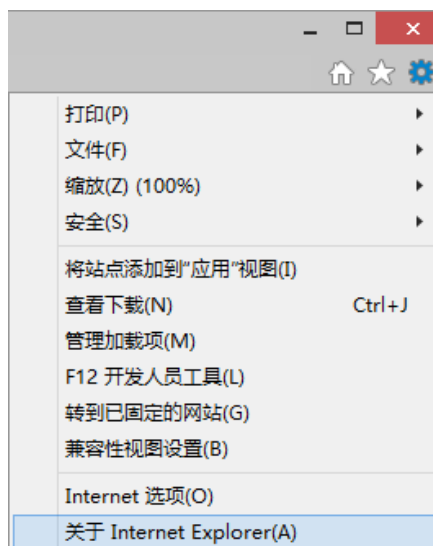 打印(P)
文件(F)
缩放(Z) (100%)
安全(S)
将站点添加到“应用”视图(I)
查看下载(N) Ctrl+J
管理加载项(M)
F12 开发人员工具(L)
转到已固定的网站(G)
兼容性视图设置(B)
Internet 选项(O)
关于 Internet Explorer(A)